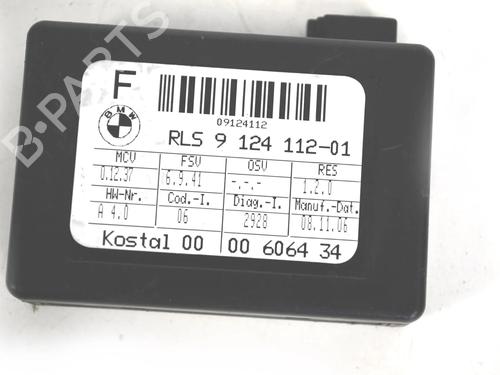 B-PARTS
F
BMW
09124112
RLS 9 124 112-01
MCV FSV OSV RES
0.12.37 6.9.41 -.-.- 1.2.0
HW-Nr. Cod.-I. Diag.-I. Manuf.-Dat.
A 4.0 06 2928 08.11.06
Kostal 00 00 6064 34